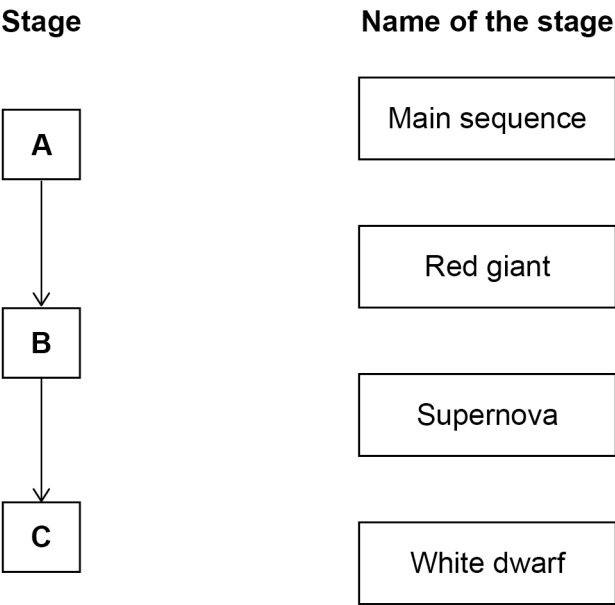 Stage
Name of the stage
Main sequence
A
Red giant
B
Supernova
C
White dwarf